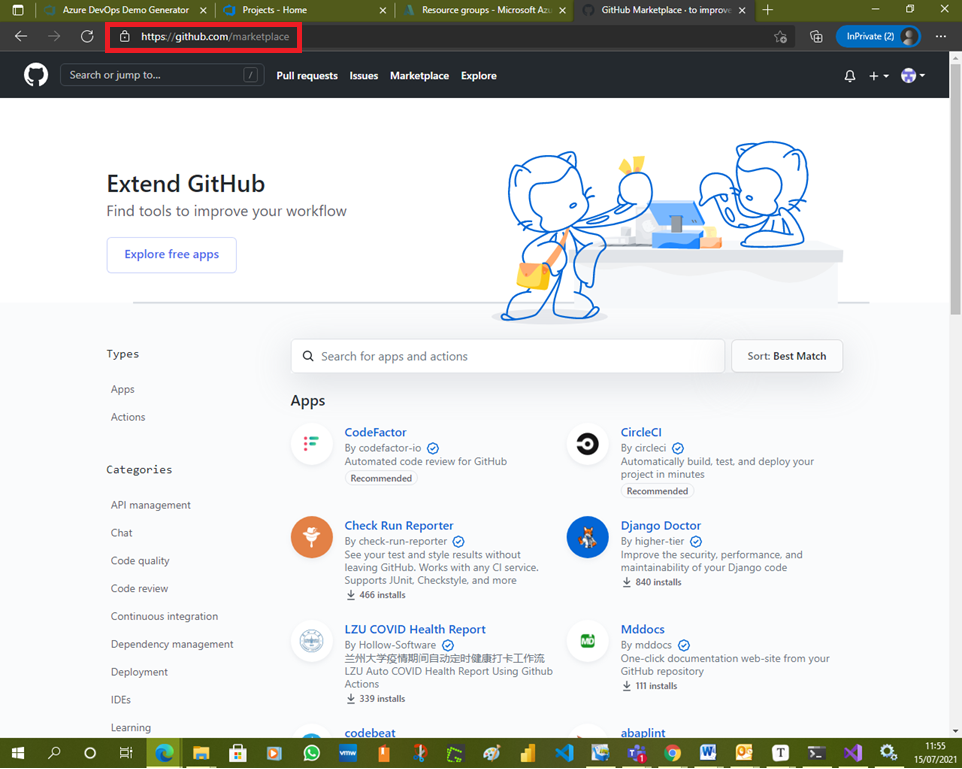 Azure DevOps Demo Generator
Projects - Home
Resource groups - Microsoft Azu
GitHub Marketplace · to improve
https://github.com/marketplace
InPrivate (2)
Search or jump to...
/
Pull requests
Issues
Marketplace
Explore
Extend GitHub
Find tools to improve your workflow
Explore free apps
Types
Apps
Actions
Categories
API management
Chat
Code quality
Code review
Continuous integration
Dependency management
Deployment
IDEs
Learning
Search for apps and actions
Sort: Best Match
Apps
CodeFactor
By codefactor-io
Automated code review for GitHub
Recommended
CircleCI
By circleci
Automatically build, test, and deploy your
project in minutes
Recommended
Check Run Reporter
By check-run-reporter
See your test and style results without
leaving GitHub. Works with any CI service.
Supports JUnit, Checkstyle, and more
466 installs
Django Doctor
By higher-tier
Improve the security, performance, and
maintainability of your Django code
840 installs
LZU COVID Health Report
By Hollow-Software
兰州大学疫情期间自动定时健康打卡工作流
LZU Auto COVID Health Report Using Github
Actions
339 installs
MD
Mddocs
By mddocs
One-click documentation web-site from your
GitHub repository
111 installs
codebeat
abaplint
vmw
T
11:55
15/07/2021